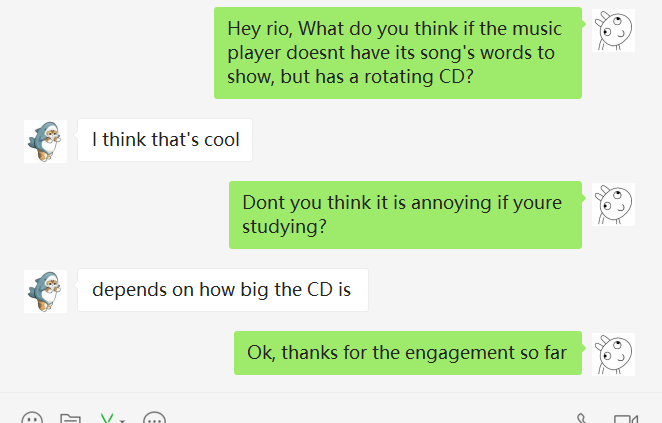 Hey rio, What do you think if the music
player doesnt have its song's words to
show, but has a rotating CD?
I think that's cool
Dont you think it is annoying if youre
studying?
depends on how big the CD is
Ok, thanks for the engagement so far